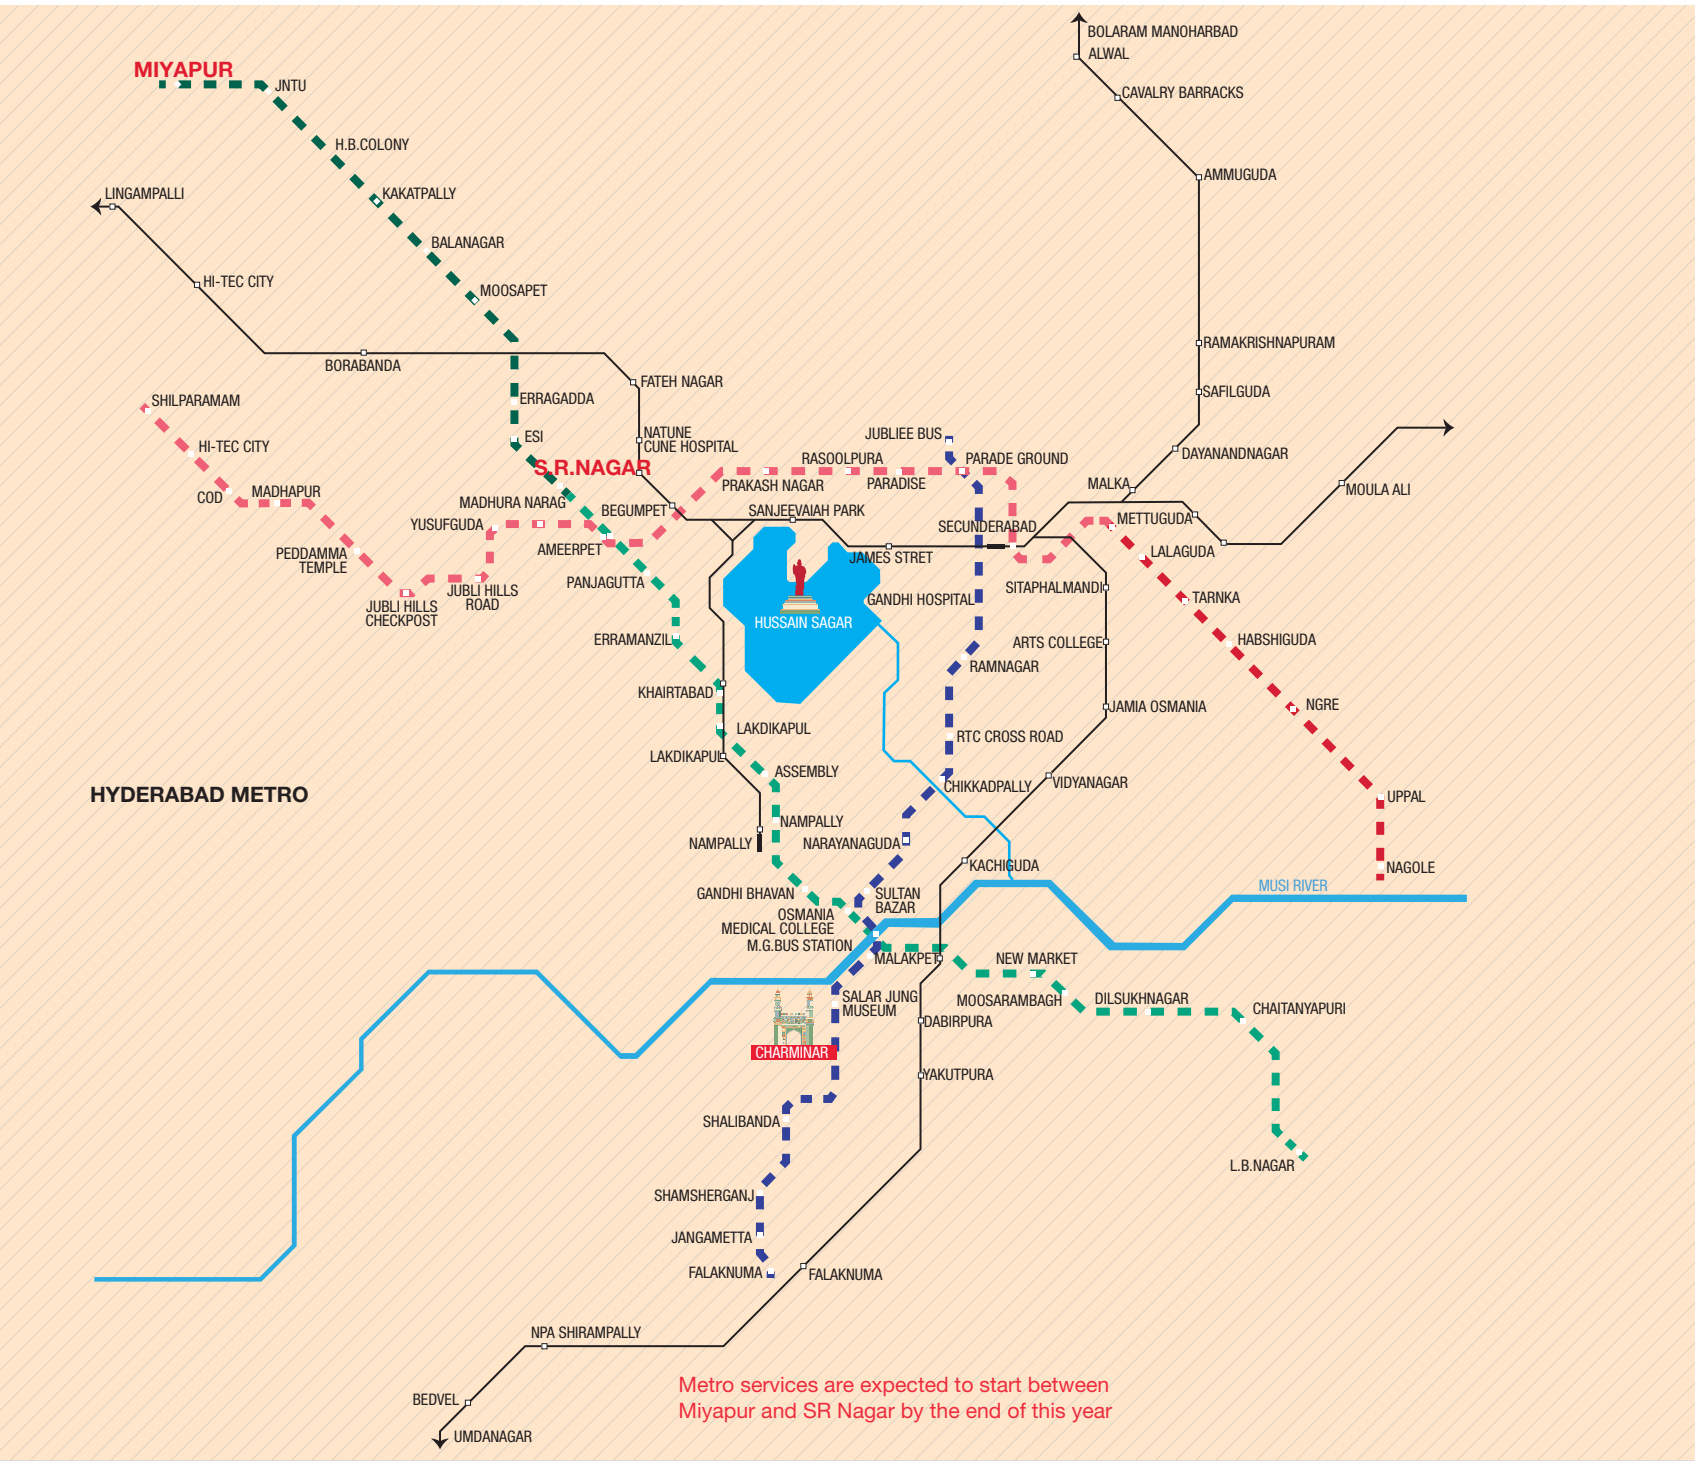 BOLARAM MANOHARBAD
ALWAL
MIYAPUR
JNTU
CAVALRY BARRACKS
H.B.COLONY
AMMUGUDA
LINGAMPALLI
KAKATPALLY
BALANAGAR
HI-TEC CITY
MOOSAPET
RAMAKRISHNAPURAM
BORABANDA
FATEH NAGAR
SAFILGUDA
SHILPARAMAM
ERRAGADDA
ESI
NATUNE
CUNE HOSPITAL
JUBLIEE BUS
HI-TEC CITY
DAYANANDNAGAR
S.R.NAGAR
RASOOLPURA
PARADE GROUND
PRAKASH NAGAR
PARADISE
MALKA
MOULA ALI
COD
MADHAPUR
MADHURA NARAG
BEGUMPET
SANJEEVAIAH PARK
METTUGUDA
YUSUFGUDA
SECUNDERABAD
AMEERPET
LALAGUDA
PEDDAMMA
TEMPLE
JAMES STRET
PANJAGUTTA
SITAPHALMANDI
JUBLI HILLS
ROAD
GANDHI HOSPITAL
TARNKA
JUBLI HILLS
CHECKPOST
HUSSAIN SAGAR
ERRAMANZIL
ARTS COLLEGE
HABSHIGUDA
RAMNAGAR
KHAIRTABAD
JAMIA OSMANIA
NGRE
LAKDIKAPUL
RTC CROSS ROAD
LAKDIKAPUL
ASSEMBLY
CHIKKADPALLY
VIDYANAGAR
HYDERABAD METRO
UPPAL
NAMPALLY
NAMPALLY
NARAYANAGUDA
KACHIGUDA
NAGOLE
MUSI RIVER
GANDHI BHAVAN
SULTAN
BAZAR
OSMANIA
MEDICAL COLLEGE
M.G.BUS STATION
MALAKPET
NEW MARKET
SALAR JUNG
MUSEUM
MOOSARAMBAGH
DILSUKHNAGAR
CHAITANYAPURI
DABIRPURA
CHARMINAR
YAKUTPURA
SHALIBANDA
L.B.NAGAR
SHAMSHERGANJ
JANGAMETTA
FALAKNUMA
FALAKNUMA
NPA SHIRAMPALLY
Metro services are expected to start between
Miyapur and SR Nagar by the end of this year
BEDVEL
UMDANAGAR